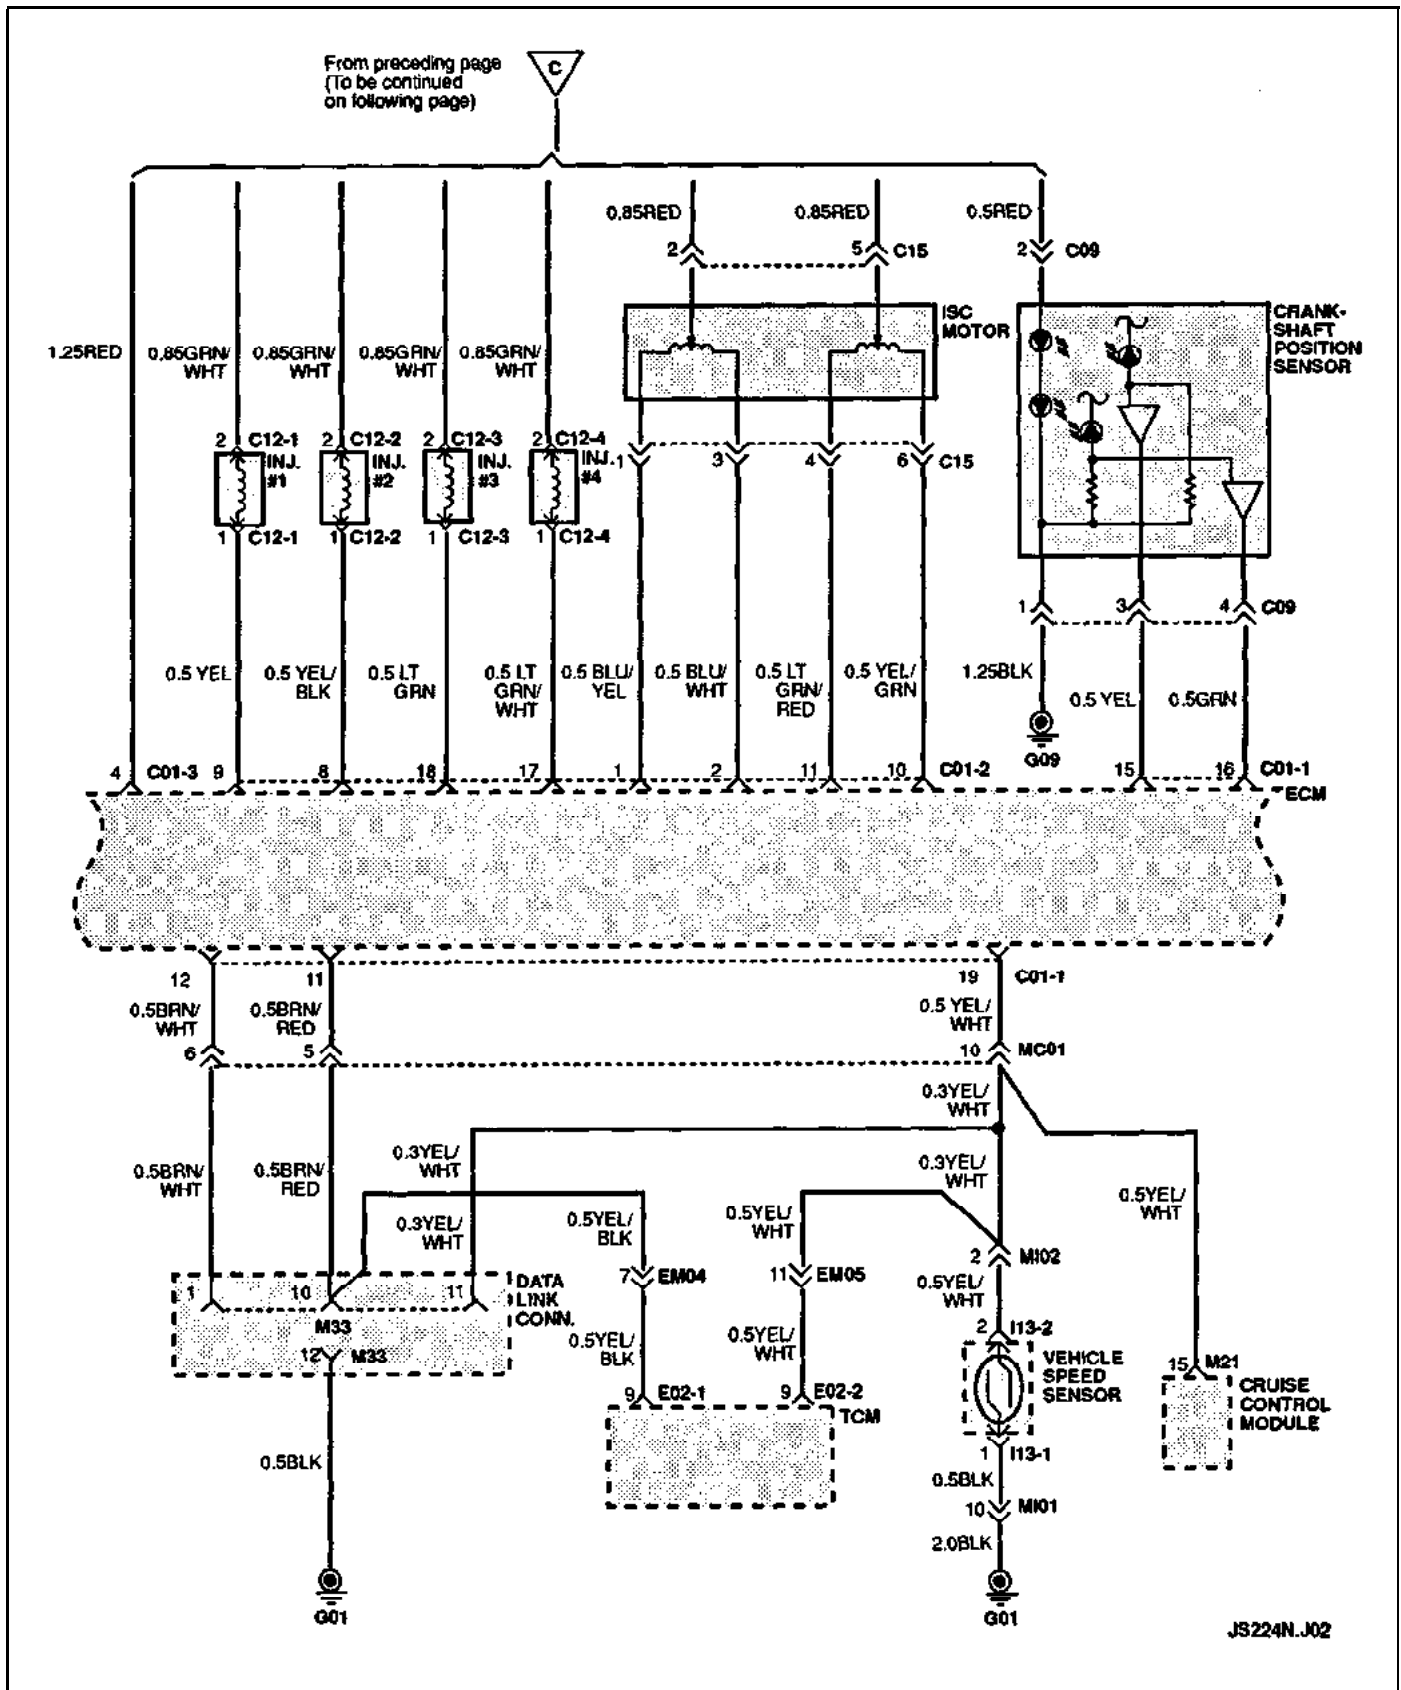 From preceding page
(To be continued
on following page)
C
0.85RED
0.85RED
0.5RED
2
5
C15
2
C09
ISC
MOTOR
CRANK-
SHAFT
POSITION
SENSOR
1.25RED
0.85GRN/
WHT
0.85GRN/
WHT
0.85GRN/
WHT
0.85GRN/
WHT
2 C12-1
2 C12-2
2 C12-3
2 C12-4
INJ.
#1
INJ.
#2
INJ.
#3
INJ.
#4
1
3
4
6
C15
1 C12-1
1 C12-2
1 C12-3
1 C12-4
1
3
4
C09
0.5 YEL
0.5 YEL/
BLK
0.5 LT
GRN
0.5 LT
GRN/
WHT
0.5 BLU/
YEL
0.5 BLU/
WHT
0.5 LT
GRN/
RED
0.5 YEL/
GRN
1.25BLK
0.5 YEL
0.5GRN
G09
4
C01-3
9
8
18
17
1
2
11
10
C01-2
15
16
C01-1
ECM
12
11
19
C01-1
0.5BRN/
WHT
0.5BRN/
RED
0.5 YEL/
WHT
6
5
10
MC01
0.3YEL/
WHT
0.5BRN/
WHT
0.5BRN/
RED
0.3YEL/
WHT
0.3YEL/
WHT
0.3YEL/
WHT
0.5YEL/
BLK
0.5YEL/
WHT
0.5YEL/
WHT
2
MI02
7
EM04
11
EM05
0.5YEL/
WHT
1
10
11
DATA
LINK
CONN.
M33
12
M33
0.5YEL/
BLK
0.5YEL/
WHT
2
I13-2
VEHICLE
SPEED
SENSOR
15
M21
CRUISE
CONTROL
MODULE
9
E02-1
9
E02-2
TCM
1
I13-1
0.5BLK
0.5BLK
10
MI01
2.0BLK
G01
G01
JS224N.J02